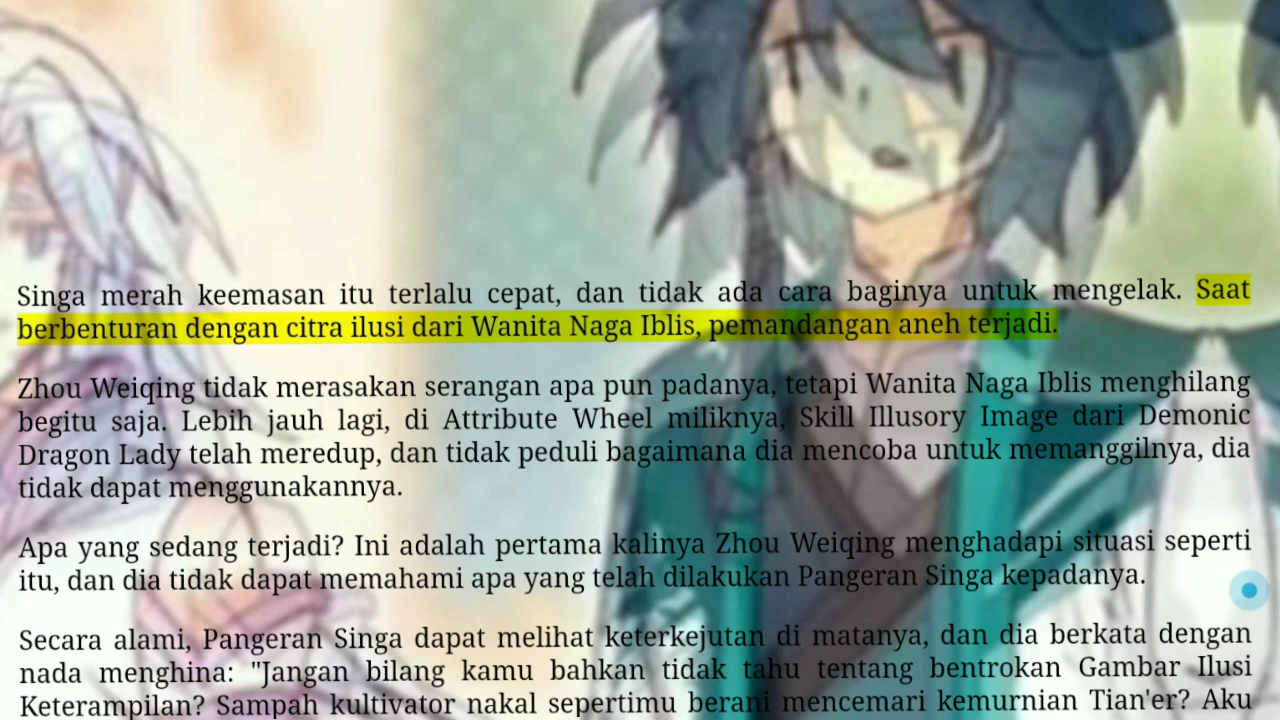 Singa merah keemasan itu terlalu cepat, dan tidak ada cara baginya untuk mengelak. Saat
berbenturan dengan citra ilusi dari Wanita Naga Iblis, pemandangan aneh terjadi.
Zhou Weiqing tidak merasakan serangan apa pun padanya, tetapi Wanita Naga Iblis menghilang
begitu saja. Lebih jauh lagi, di Attribute Wheel miliknya, Skill Illusory Image dari Demonic
Dragon Lady telah meredup, dan tidak peduli bagaimana dia mencoba untuk memanggilnya, dia
tidak dapat menggunakannya.
Apa yang sedang terjadi? Ini adalah pertama kalinya Zhou Weiqing menghadapi situasi seperti
itu, dan dia tidak dapat memahami apa yang telah dilakukan Pangeran Singa kepadanya.
Secara alami, Pangeran Singa dapat melihat keterkejutan di matanya, dan dia berkata dengan
nada menghina: "Jangan bilang kamu bahkan tidak tahu tentang bentrokan Gambar Ilusi
Keterampilan? Sampah kultivator nakal sepertimu berani mencemari kemurnian Tian'er? Aku